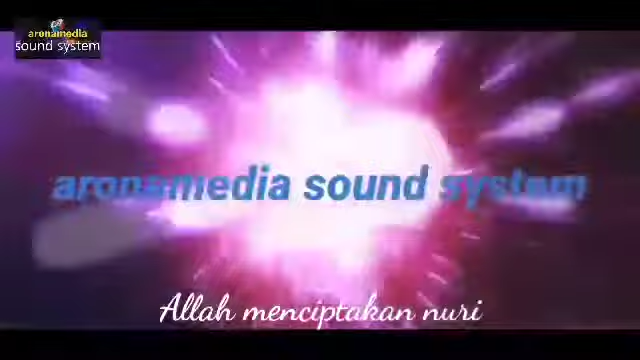 aronamedia
sound system
aronamedia sound system
Allah menciptakan nuri